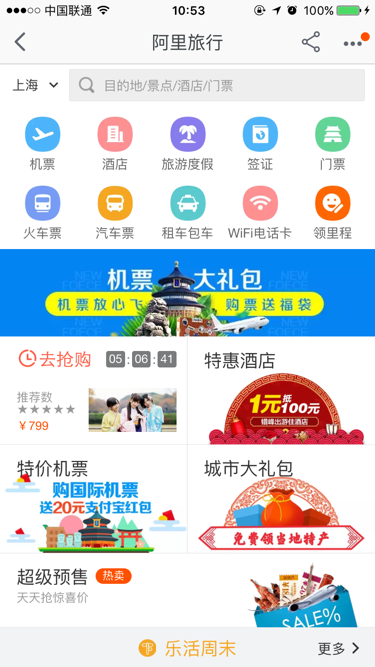 中国联通
10:53
100%
阿里旅行
上海
目的地/景点/酒店/门票
机票
酒店
旅游度假
签证
门票
火车票
汽车票
租车包车
WiFi电话卡
领里程
机票 大礼包
机票放心飞 购票送福袋
去抢购
05:06:41
推荐数
¥799
特惠酒店
1元抵100元
错峰出游住酒店
特价机票
购国际机票
送20元支付宝红包
城市大礼包
免费领当地特产
超级预售 热卖
天天抢惊喜价
SALE%
乐活周末
更多